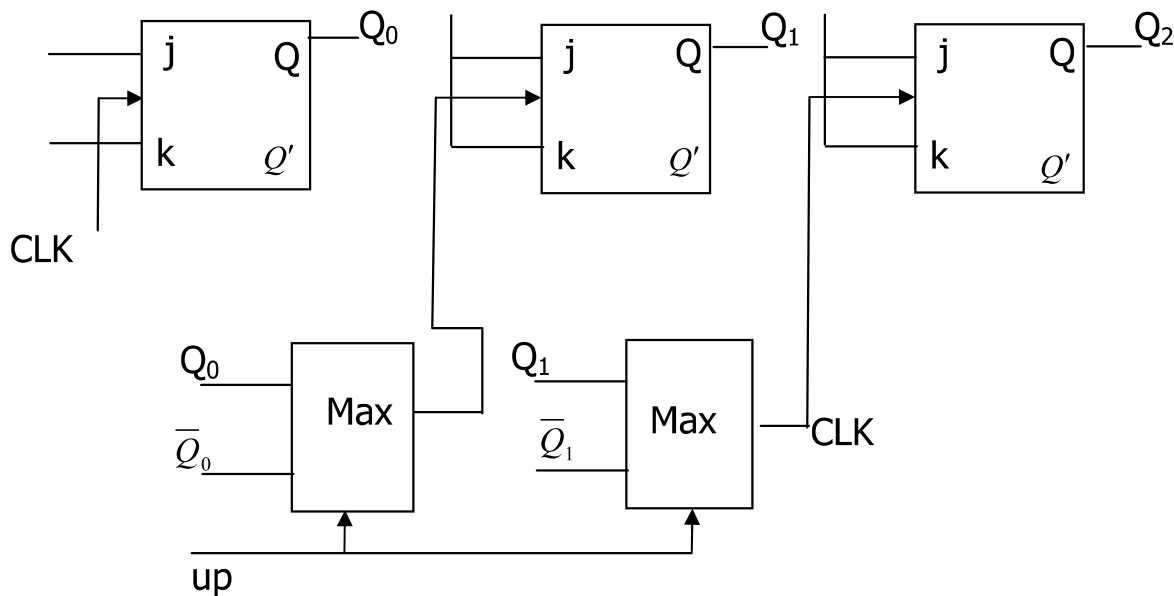 j Q Q₀
k Q'
CLK
j Q Q₁
k Q'
j Q Q₂
k Q'
Q₀
Max
Q̅₀
Q₁
Max
Q̅₁
CLK
up